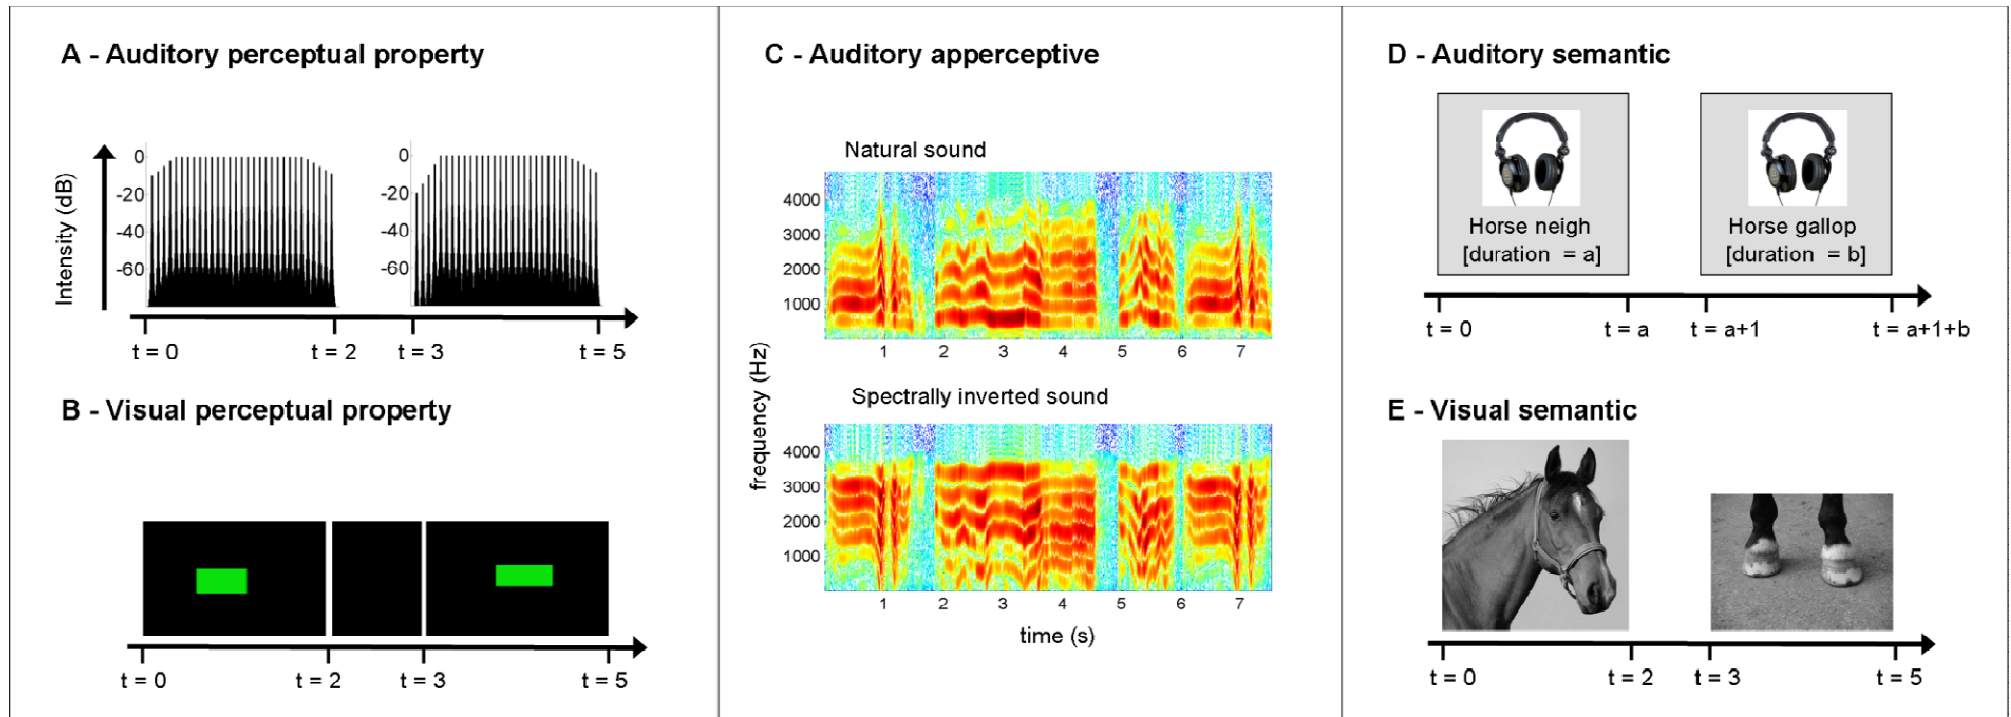 A - Auditory perceptual property
Intensity (dB)
0
-20
-40
-60
0
-20
-40
-60
t = 0
t = 2
t = 3
t = 5
B - Visual perceptual property
t = 0
t = 2
t = 3
t = 5
C - Auditory apperceptive
Natural sound
4000
3000
2000
1000
1 2 3 4 5 6 7
frequency (Hz)
Spectrally inverted sound
4000
3000
2000
1000
1 2 3 4 5 6 7
time (s)
D - Auditory semantic
Horse neigh
[duration = a]
Horse gallop
[duration = b]
t = 0
t = a
t = a+1
t = a+1+b
E - Visual semantic
t = 0
t = 2
t = 3
t = 5